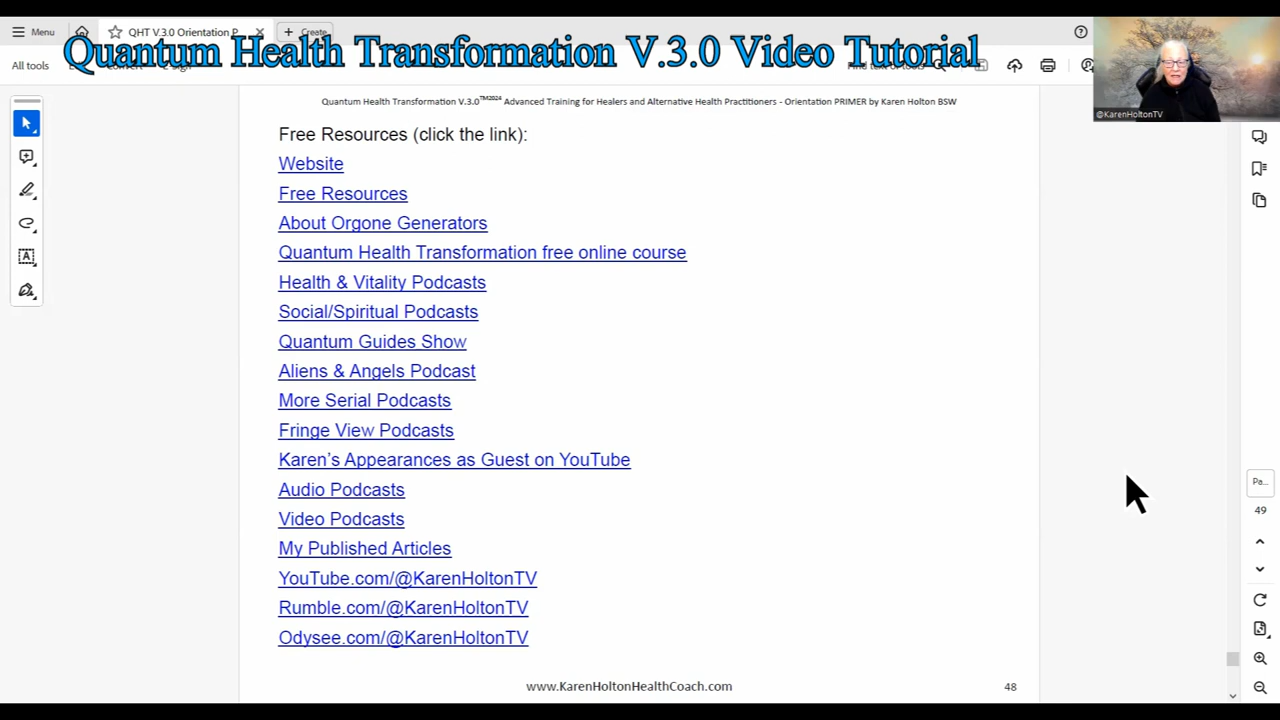 Menu
QHT V.3.0 Orientation P
Create
Quantum Health Transformation V.3.0 Video Tutorial
All tools
@KarenHoltonTV
Quantum Health Transformation V.3.0™2024 Advanced Training for Healers and Alternative Health Practitioners - Orientation PRIMER by Karen Holton BSW
Free Resources (click the link):
Website
Free Resources
About Orgone Generators
Quantum Health Transformation free online course
Health & Vitality Podcasts
Social/Spiritual Podcasts
Quantum Guides Show
Aliens & Angels Podcast
More Serial Podcasts
Fringe View Podcasts
Karen’s Appearances as Guest on YouTube
Audio Podcasts
Video Podcasts
My Published Articles
YouTube.com/@KarenHoltonTV
Rumble.com/@KarenHoltonTV
Odysee.com/@KarenHoltonTV
Pa...
49
www.KarenHoltonHealthCoach.com 48